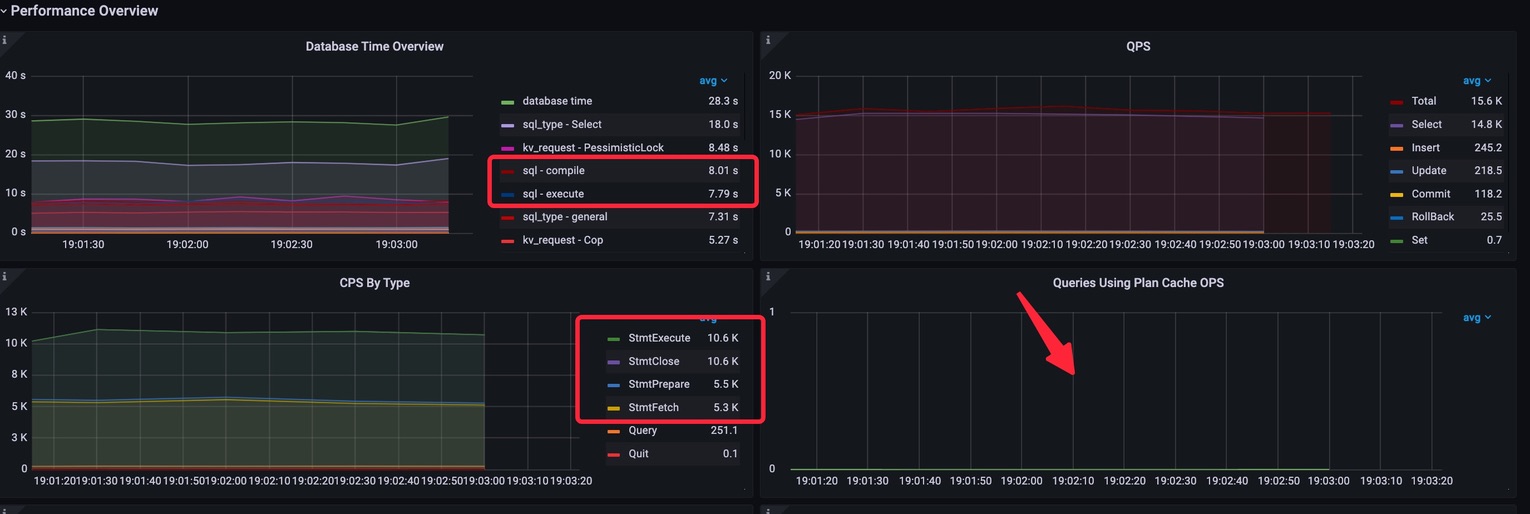 Performance Overview
Database Time Overview
40 s
30 s
20 s
10 s
0 s
19:01:30 19:02:00 19:02:30 19:03:00
avg
database time 28.3 s
sql_type - Select 18.0 s
kv_request - PessimisticLock 8.48 s
sql - compile 8.01 s
sql - execute 7.79 s
sql_type - general 7.31 s
kv_request - Cop 5.27 s
QPS
20 K
15 K
10 K
5 K
0
19:01:20 19:01:30 19:01:40 19:01:50 19:02:00 19:02:10 19:02:20 19:02:30 19:02:40 19:02:50 19:03:00 19:03:10 19:03:20
avg
Total 15.6 K
Select 14.8 K
Insert 245.2
Update 218.5
Commit 118.2
RollBack 25.5
Set 0.7
CPS By Type
13 K
10 K
8 K
5 K
3 K
0
19:01:20 19:01:30 19:01:40 19:01:50 19:02:00 19:02:10 19:02:20 19:02:30 19:02:40 19:02:50 19:03:00 19:03:10 19:03:20
avg
StmtExecute 10.6 K
StmtClose 10.6 K
StmtPrepare 5.5 K
StmtFetch 5.3 K
Query 251.1
Quit 0.1
Queries Using Plan Cache OPS
1
0
19:01:20 19:01:30 19:01:40 19:01:50 19:02:00 19:02:10 19:02:20 19:02:30 19:02:40 19:02:50 19:03:00 19:03:10 19:03:20
avg